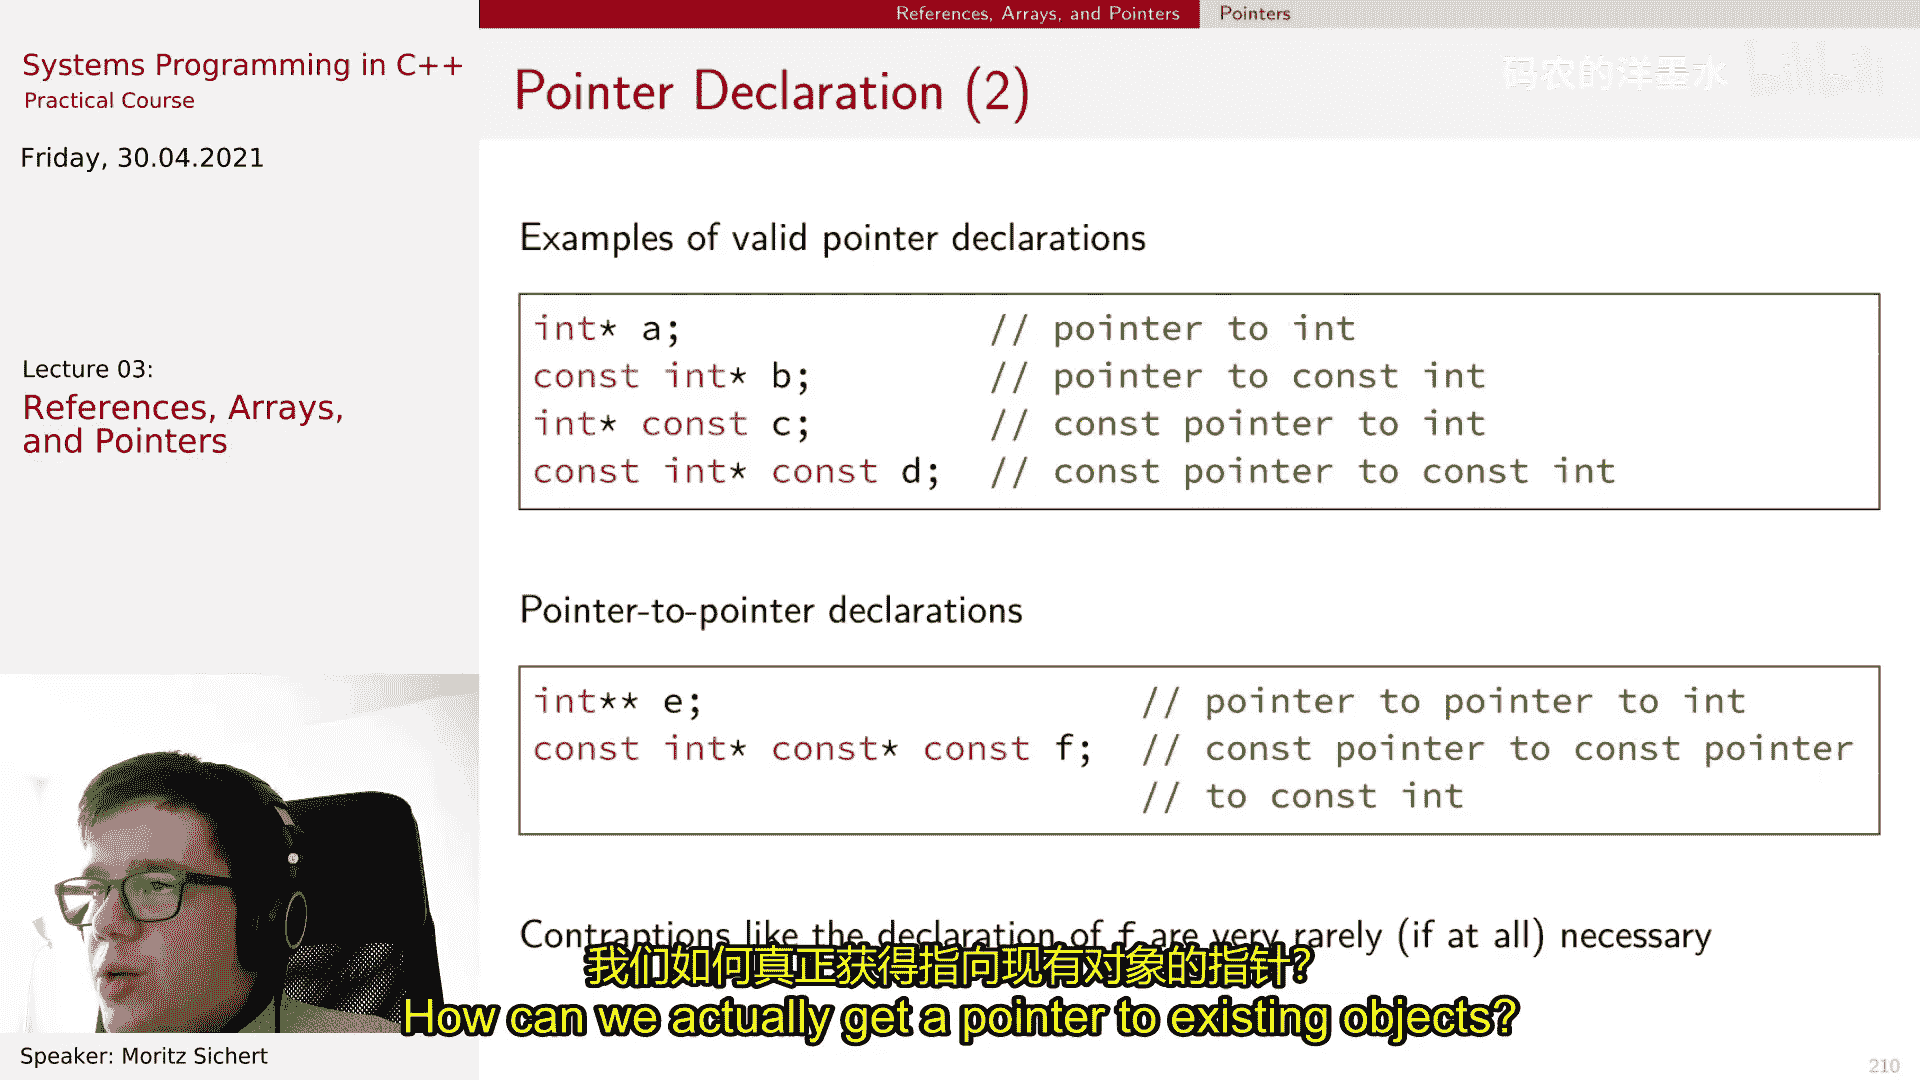 References, Arrays, and Pointers
Pointers
Systems Programming in C++
Practical Course
Friday, 30.04.2021
Lecture 03:
References, Arrays,
and Pointers
码农的洋墨水
Pointer Declaration (2)
Examples of valid pointer declarations
int* a; // pointer to int
const int* b; // pointer to const int
int* const c; // const pointer to int
const int* const d; // const pointer to const int
Pointer-to-pointer declarations
int** e; // pointer to pointer to int
const int* const* const f; // const pointer to const pointer
// to const int
Contraptions like the declaration of f are very rarely (if at all) necessary
我们如何真正获得指向现有对象的指针?
How can we actually get a pointer to existing objects?
Speaker: Moritz Sichert
210